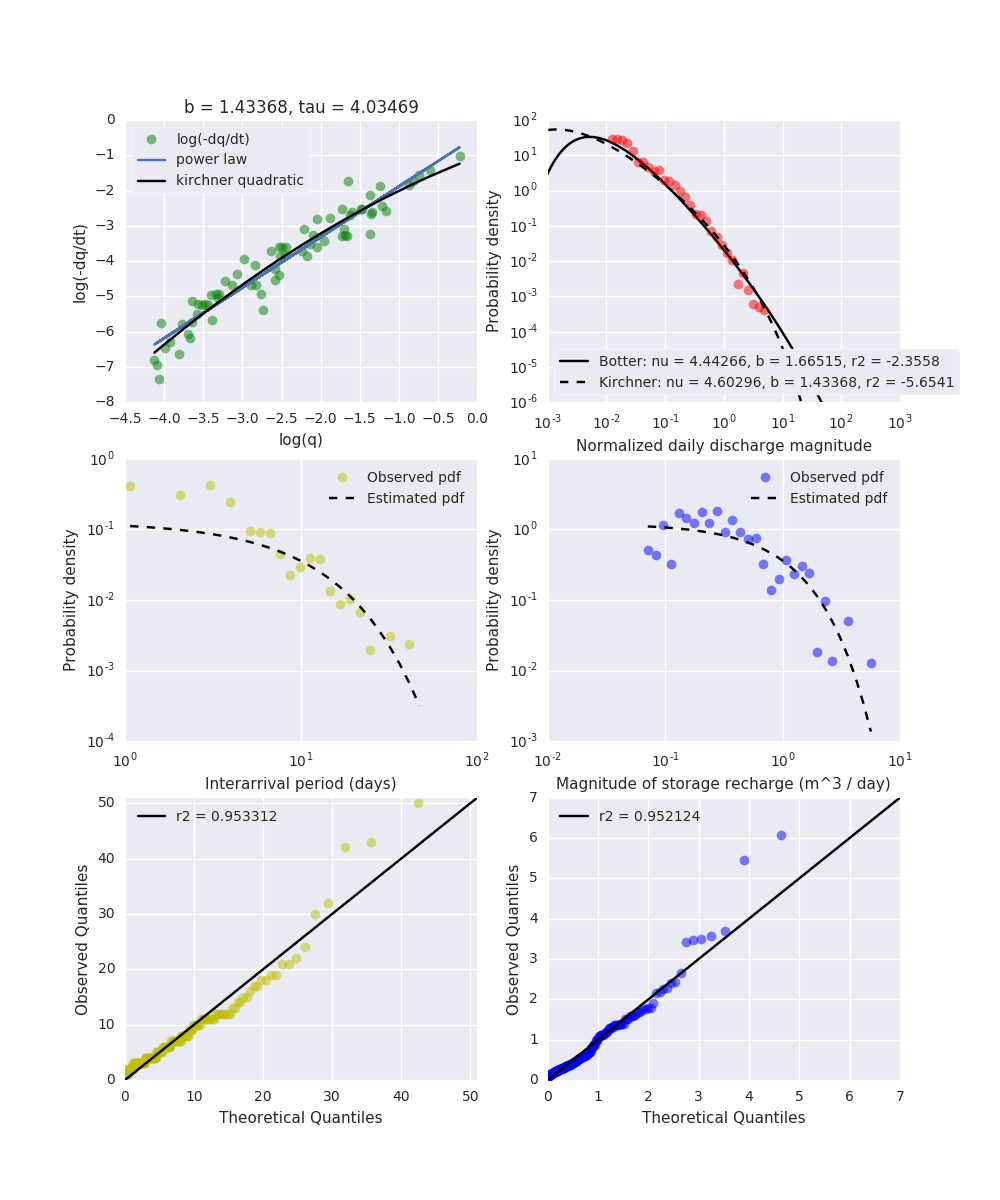 b = 1.43368, tau = 4.03469
0
−1
−2
−3
−4
−5
−6
−7
−8
log(-dq/dt)
log(-dq/dt)
power law
kirchner quadratic
−4.5 −4.0 −3.5 −3.0 −2.5 −2.0 −1.5 −1.0 −0.5 0.0
log(q)
10^2
10^1
10^0
10^-1
10^-2
10^-3
10^-4
10^-5
10^-6
Probability density
Botter: nu = 4.44266, b = 1.66515, r2 = -2.3558
Kirchner: nu = 4.60296, b = 1.43368, r2 = -5.6541
10^-3 10^-2 10^-1 10^0 10^1 10^2 10^3
Normalized daily discharge magnitude
10^0
10^-1
10^-2
10^-3
10^-4
Probability density
Observed pdf
Estimated pdf
10^0 10^1 10^2
Interarrival period (days)
10^1
10^0
10^-1
10^-2
10^-3
Probability density
Observed pdf
Estimated pdf
10^-2 10^-1 10^0 10^1
Magnitude of storage recharge (m^3 / day)
50
40
30
20
10
0
Observed Quantiles
r2 = 0.953312
0 10 20 30 40 50
Theoretical Quantiles
7
6
5
4
3
2
1
0
Observed Quantiles
r2 = 0.952124
0 1 2 3 4 5 6 7
Theoretical Quantiles